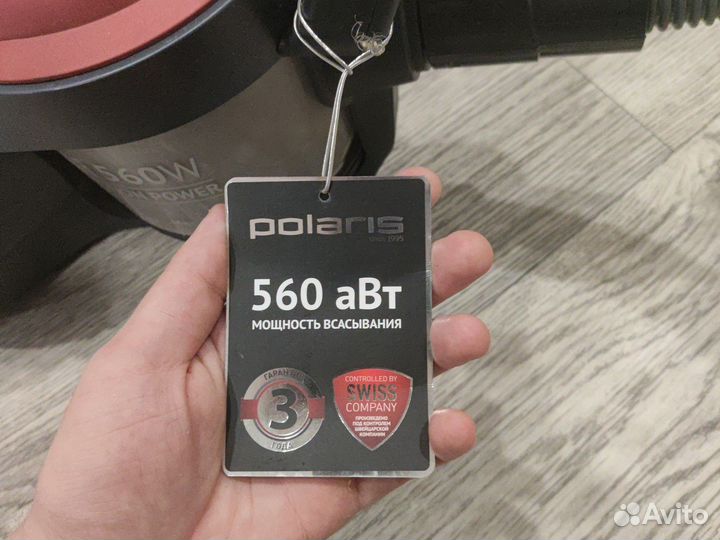 560W
POWER
polaris
since 1995
560 аВт
МОЩНОСТЬ ВСАСЫВАНИЯ
ГАРАНТИЯ
3
ГОДА
CONTROLLED BY
SWISS
COMPANY
ПРОИЗВЕДЕНО
ПОД КОНТРОЛЕМ
ШВЕЙЦАРСКОЙ
КОМПАНИИ
Avito